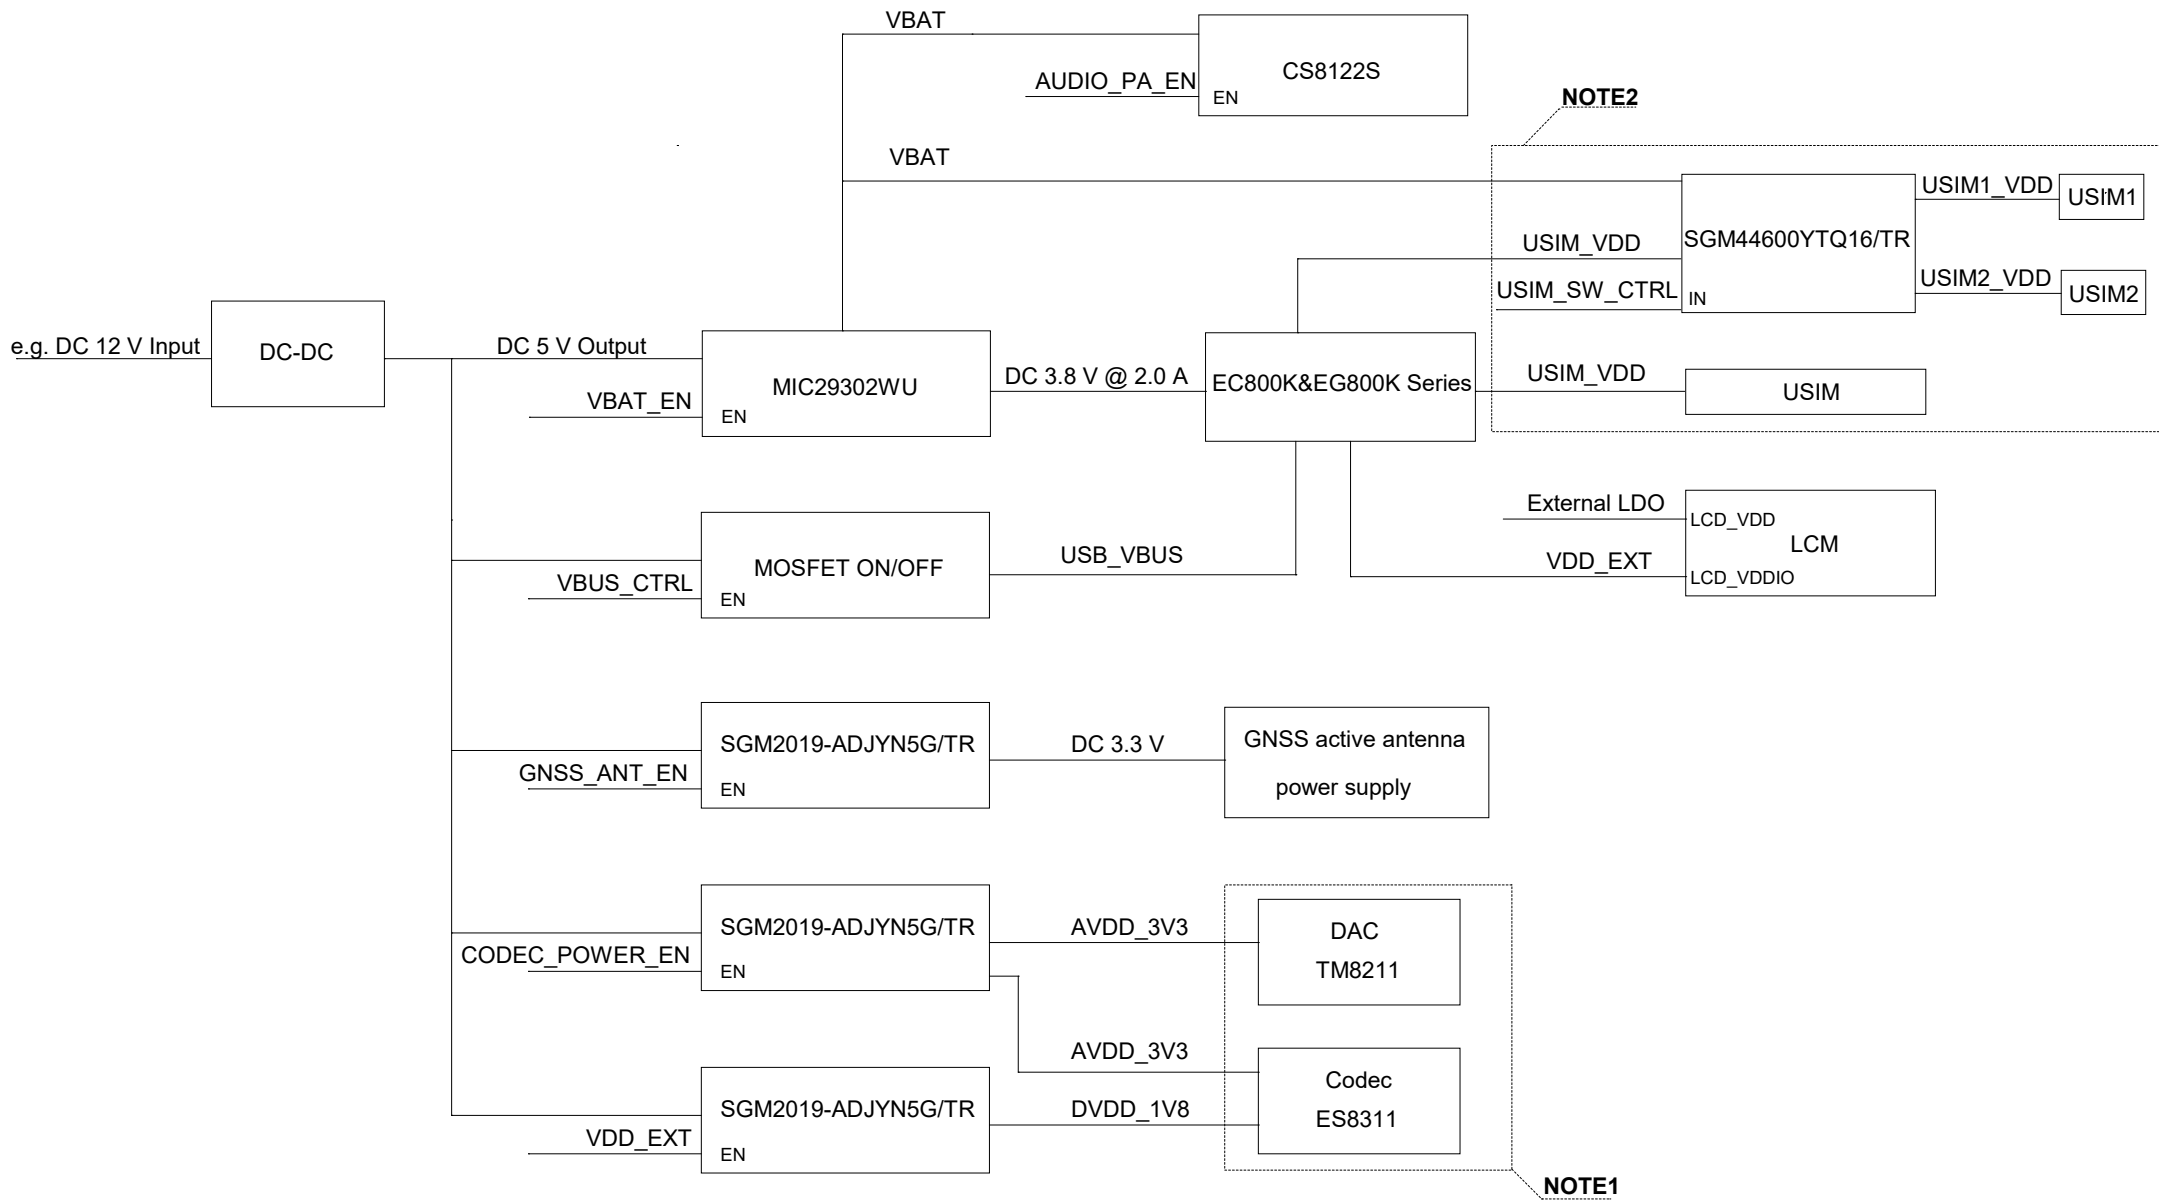 VBAT
CS8122S
AUDIO_PA_EN
EN
NOTE2
VBAT
USIM1_VDD
USIM1
USIM_VDD
SGM44600YTQ16/TR
USIM2_VDD
USIM2
USIM_SW_CTRL
IN
e.g. DC 12 V Input
DC-DC
DC 5 V Output
MIC29302WU
VBAT_EN
EN
DC 3.8 V @ 2.0 A
EC800K&EG800K Series
USIM_VDD
USIM
External LDO
LCD_VDD
LCM
VDD_EXT
LCD_VDDIO
MOSFET ON/OFF
VBUS_CTRL
EN
USB_VBUS
SGM2019-ADJYN5G/TR
GNSS_ANT_EN
EN
DC 3.3 V
GNSS active antenna
power supply
SGM2019-ADJYN5G/TR
CODEC_POWER_EN
EN
AVDD_3V3
DAC
TM8211
AVDD_3V3
Codec
ES8311
SGM2019-ADJYN5G/TR
DVDD_1V8
VDD_EXT
EN
NOTE1